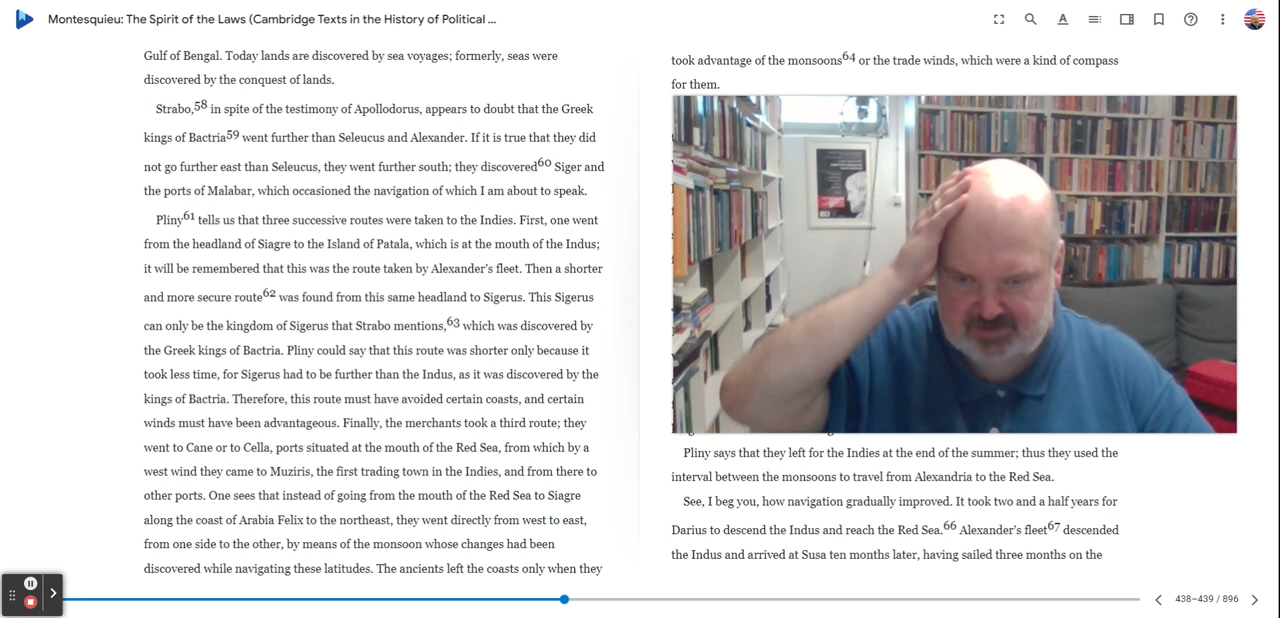 Montesquieu: The Spirit of the Laws (Cambridge Texts in the History of Political ...
Gulf of Bengal. Today lands are discovered by sea voyages; formerly, seas were
discovered by the conquest of lands.
Strabo,58 in spite of the testimony of Apollodorus, appears to doubt that the Greek
kings of Bactria59 went further than Seleucus and Alexander. If it is true that they did
not go further east than Seleucus, they went further south; they discovered60 Siger and
the ports of Malabar, which occasioned the navigation of which I am about to speak.
Pliny61 tells us that three successive routes were taken to the Indies. First, one went
from the headland of Siagre to the Island of Patala, which is at the mouth of the Indus;
it will be remembered that this was the route taken by Alexander's fleet. Then a shorter
and more secure route62 was found from this same headland to Sigerus. This Sigerus
can only be the kingdom of Sigerus that Strabo mentions,63 which was discovered by
the Greek kings of Bactria. Pliny could say that this route was shorter only because it
took less time, for Sigerus had to be further than the Indus, as it was discovered by the
kings of Bactria. Therefore, this route must have avoided certain coasts, and certain
winds must have been advantageous. Finally, the merchants took a third route; they
went to Cane or to Cella, ports situated at the mouth of the Red Sea, from which by a
west wind they came to Muziris, the first trading town in the Indies, and from there to
other ports. One sees that instead of going from the mouth of the Red Sea to Siagre
along the coast of Arabia Felix to the northeast, they went directly from west to east,
from one side to the other, by means of the monsoon whose changes had been
discovered while navigating these latitudes. The ancients left the coasts only when they
took advantage of the monsoons64 or the trade winds, which were a kind of compass
for them.
Pliny says that they left for the Indies at the end of the summer; thus they used the
interval between the monsoons to travel from Alexandria to the Red Sea.
See, I beg you, how navigation gradually improved. It took two and a half years for
Darius to descend the Indus and reach the Red Sea.66 Alexander's fleet67 descended
the Indus and arrived at Susa ten months later, having sailed three months on the
438–439 / 896